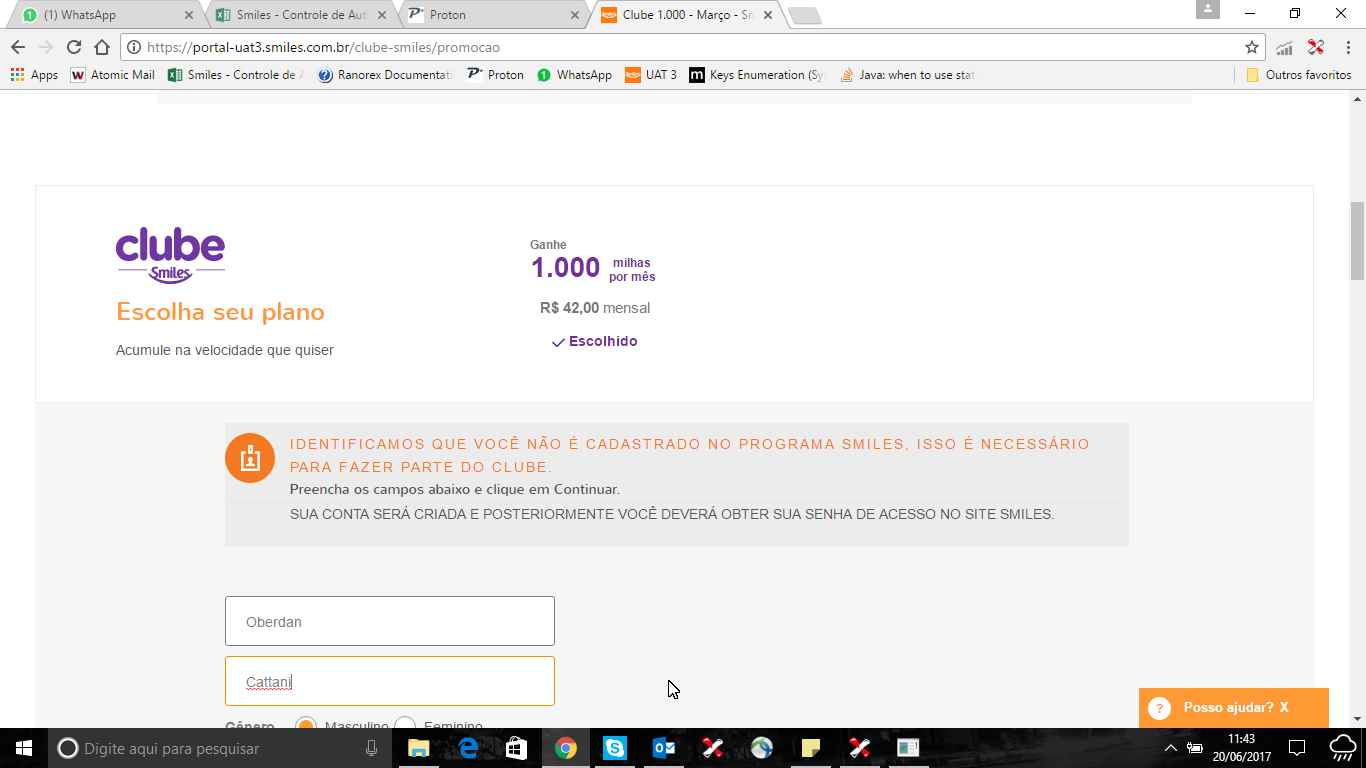 (1) WhatsApp
Smiles - Controle de Aut
Proton
Clube 1.000 - Março - Sm
https://portal-uat3.smiles.com.br/clube-smiles/promocao
Apps
Atomic Mail
Smiles - Controle de A
Ranorex Documentati
Proton
WhatsApp
UAT 3
Keys Enumeration (Sy
Java: when to use stat
Outros favoritos
clube
Smiles
Escolha seu plano
Acumule na velocidade que quiser
Ganhe
1.000 milhas por mês
R$ 42,00 mensal
Escolhido
IDENTIFICAMOS QUE VOCÊ NÃO É CADASTRADO NO PROGRAMA SMILES, ISSO É NECESSÁRIO
PARA FAZER PARTE DO CLUBE.
Preencha os campos abaixo e clique em Continuar.
SUA CONTA SERÁ CRIADA E POSTERIORMENTE VOCÊ DEVERÁ OBTER SUA SENHA DE ACESSO NO SITE SMILES.
Oberdan
Cattani
Gênero Masculino Feminino
? Posso ajudar? X
Digite aqui para pesquisar
11:43
20/06/2017